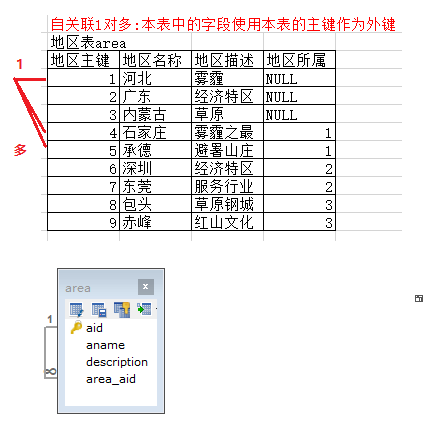 自关联1对多:本表中的字段使用本表的主键作为外键
地区表area
地区主键 地区名称 地区描述 地区所属
1
1 河北 雾霾 NULL
2 广东 经济特区 NULL
3 内蒙古 草原 NULL
4 石家庄 雾霾之最 1
多
5 承德 避署山庄 1
6 深圳 经济特区 2
7 东莞 服务行业 2
8 包头 草原钢城 3
9 赤峰 红山文化 3
area
1
aid
aname
description
area_aid
∞